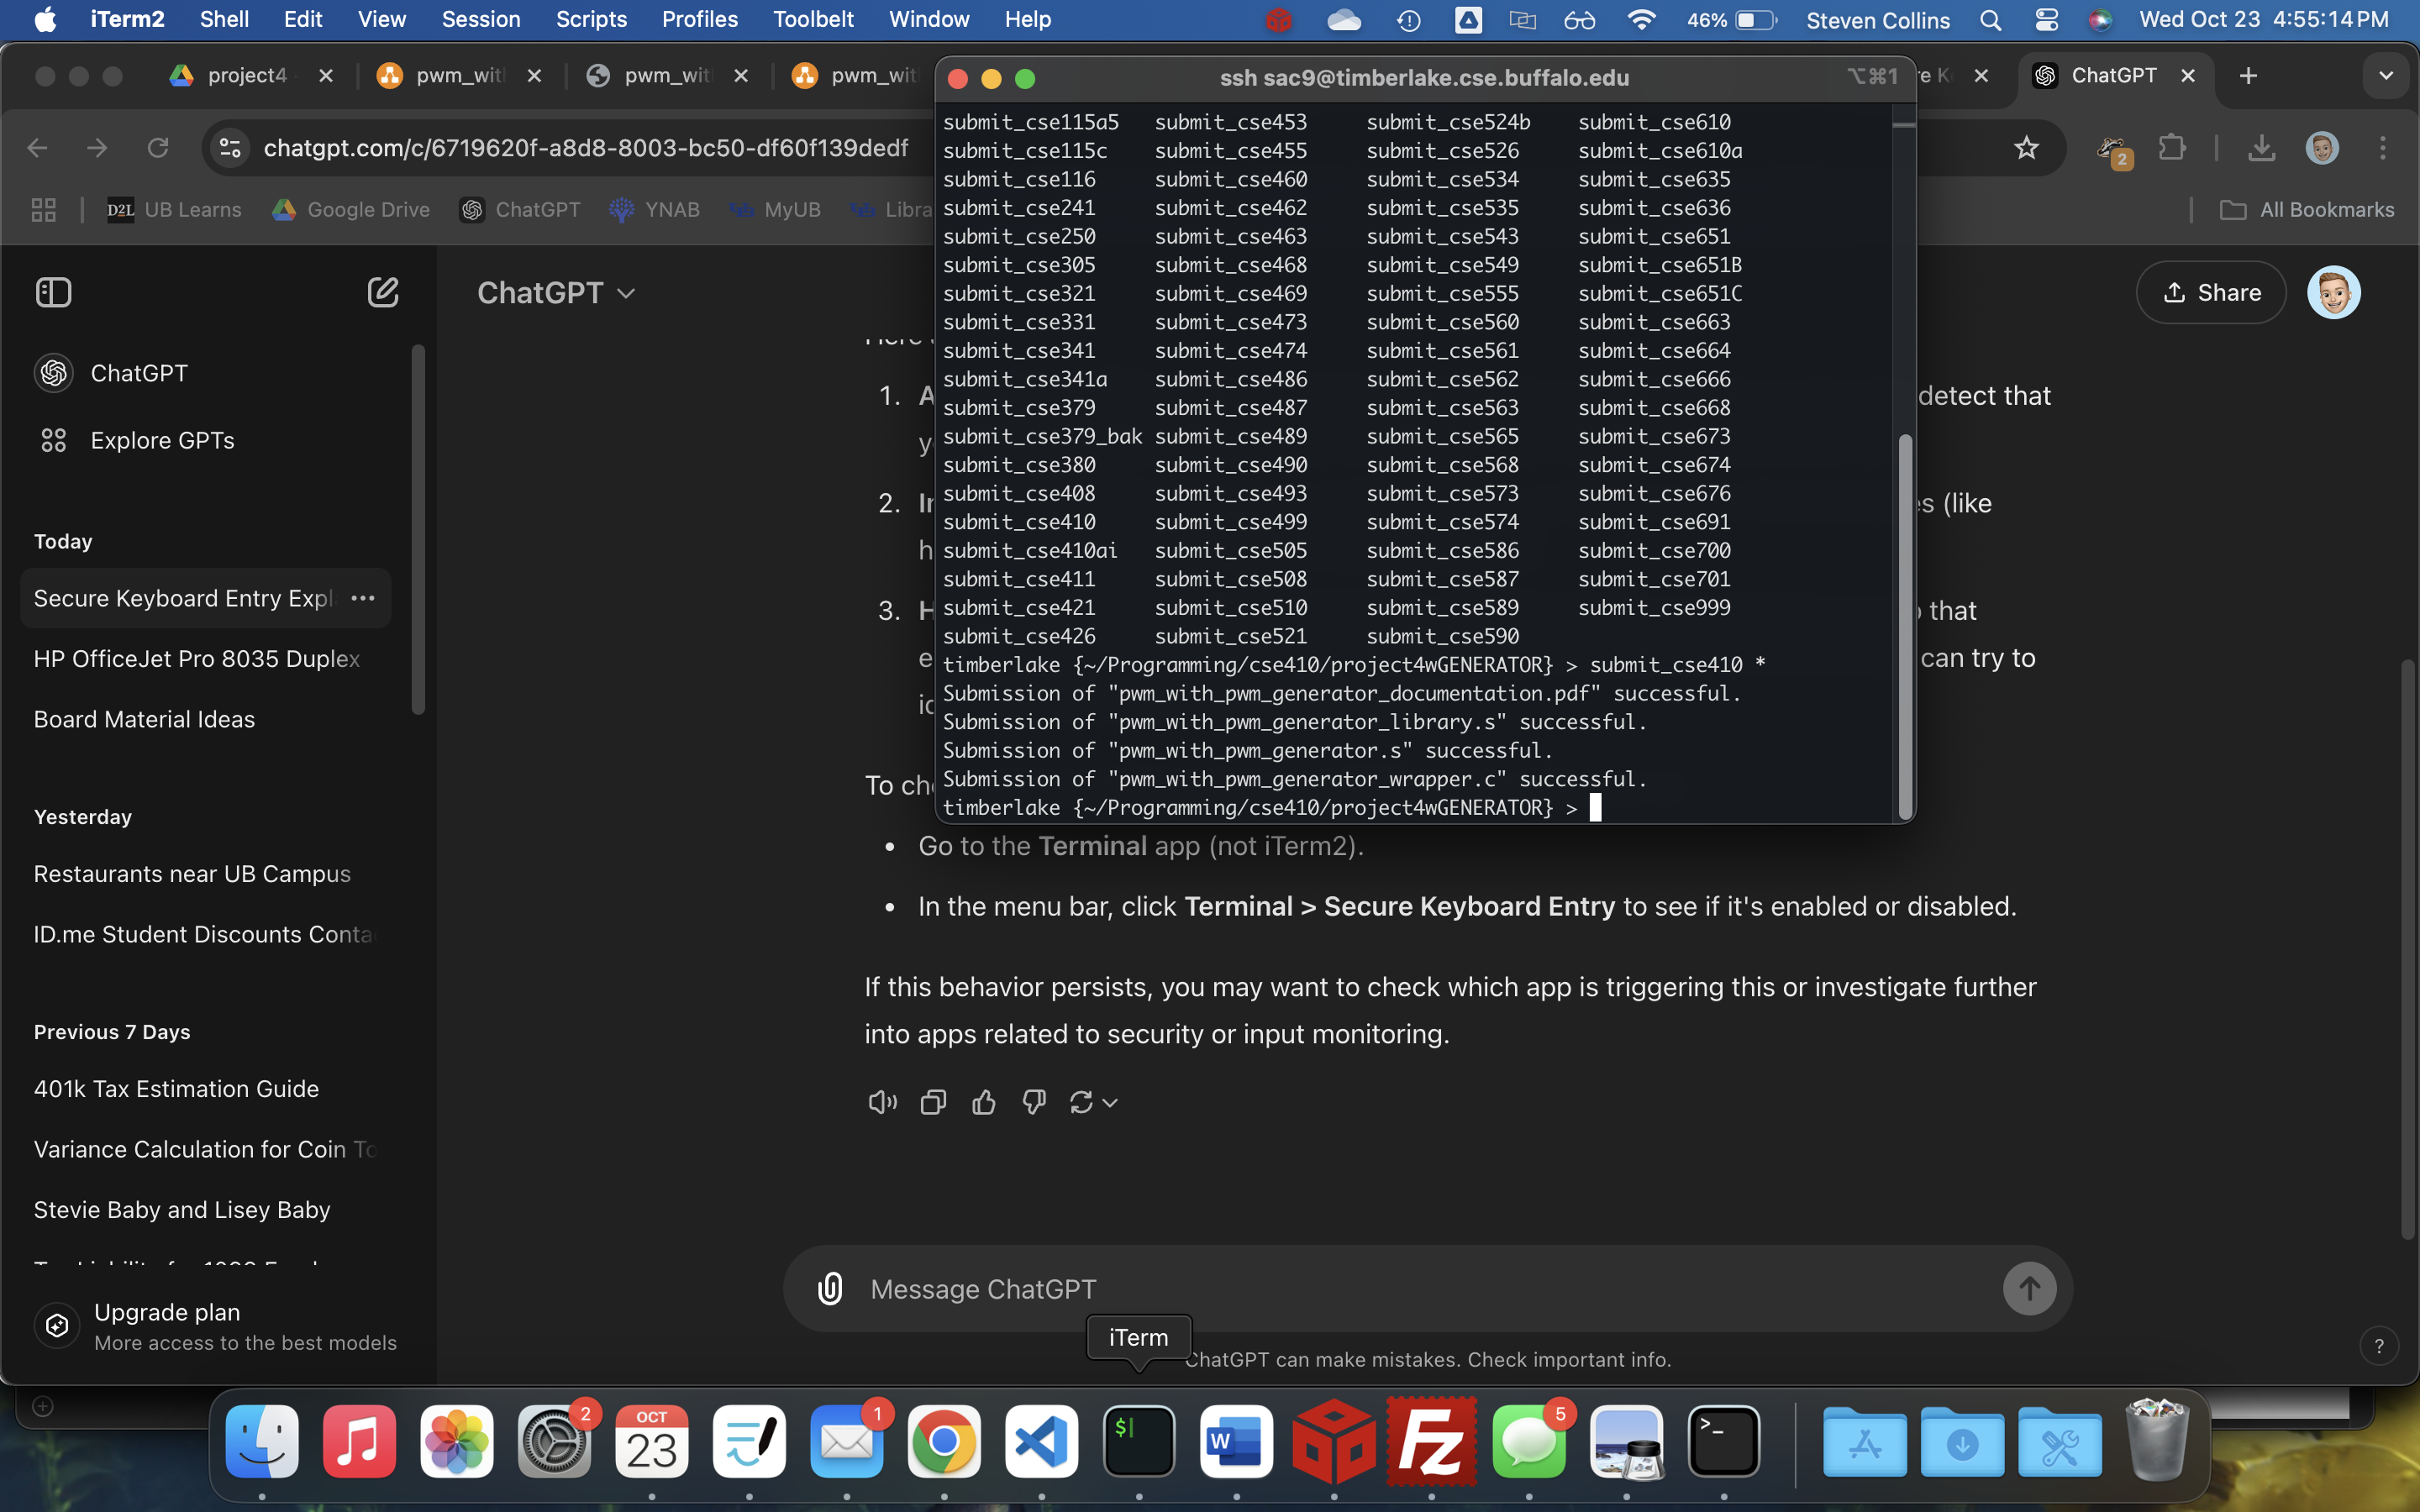 iTerm2 Shell Edit View Session Scripts Profiles Toolbelt Window Help 46% Steven Collins Wed Oct 23 4:55:14 PM
project4 pwm_wit pwm_wit pwm_wit ChatGPT
chatgpt.com/c/6719620f-a8d8-8003-bc50-df60f139dedf 2
D2L UB Learns Google Drive ChatGPT YNAB MyUB Libra All Bookmarks
ChatGPT
Share
ChatGPT
Explore GPTs
Today
Secure Keyboard Entry Expl
HP OfficeJet Pro 8035 Duplex
Board Material Ideas
Yesterday
Restaurants near UB Campus
ID.me Student Discounts Conta
Previous 7 Days
401k Tax Estimation Guide
Variance Calculation for Coin To
Stevie Baby and Lisey Baby
Upgrade plan
More access to the best models
ssh sac9@timberlake.cse.buffalo.edu ⌥⌘1
submit_cse115a5 submit_cse453 submit_cse524b submit_cse610
submit_cse115c submit_cse455 submit_cse526 submit_cse610a
submit_cse116 submit_cse460 submit_cse534 submit_cse635
submit_cse241 submit_cse462 submit_cse535 submit_cse636
submit_cse250 submit_cse463 submit_cse543 submit_cse651
submit_cse305 submit_cse468 submit_cse549 submit_cse651B
submit_cse321 submit_cse469 submit_cse555 submit_cse651C
submit_cse331 submit_cse473 submit_cse560 submit_cse663
submit_cse341 submit_cse474 submit_cse561 submit_cse664
submit_cse341a submit_cse486 submit_cse562 submit_cse666
submit_cse379 submit_cse487 submit_cse563 submit_cse668
submit_cse379_bak submit_cse489 submit_cse565 submit_cse673
submit_cse380 submit_cse490 submit_cse568 submit_cse674
submit_cse408 submit_cse493 submit_cse573 submit_cse676
submit_cse410 submit_cse499 submit_cse574 submit_cse691
submit_cse410ai submit_cse505 submit_cse586 submit_cse700
submit_cse411 submit_cse508 submit_cse587 submit_cse701
submit_cse421 submit_cse510 submit_cse589 submit_cse999
submit_cse426 submit_cse521 submit_cse590
timberlake {~/Programming/cse410/project4wGENERATOR} > submit_cse410 *
Submission of "pwm_with_pwm_generator_documentation.pdf" successful.
Submission of "pwm_with_pwm_generator_library.s" successful.
Submission of "pwm_with_pwm_generator.s" successful.
Submission of "pwm_with_pwm_generator_wrapper.c" successful.
timberlake {~/Programming/cse410/project4wGENERATOR} >
1. A detect that
2. s (like
3. H that
can try to
To ch
Go to the Terminal app (not iTerm2).
In the menu bar, click Terminal > Secure Keyboard Entry to see if it's enabled or disabled.
If this behavior persists, you may want to check which app is triggering this or investigate further
into apps related to security or input monitoring.
Message ChatGPT
iTerm
ChatGPT can make mistakes. Check important info.
?
2 OCT 23 1 $ W Fz 5 >_